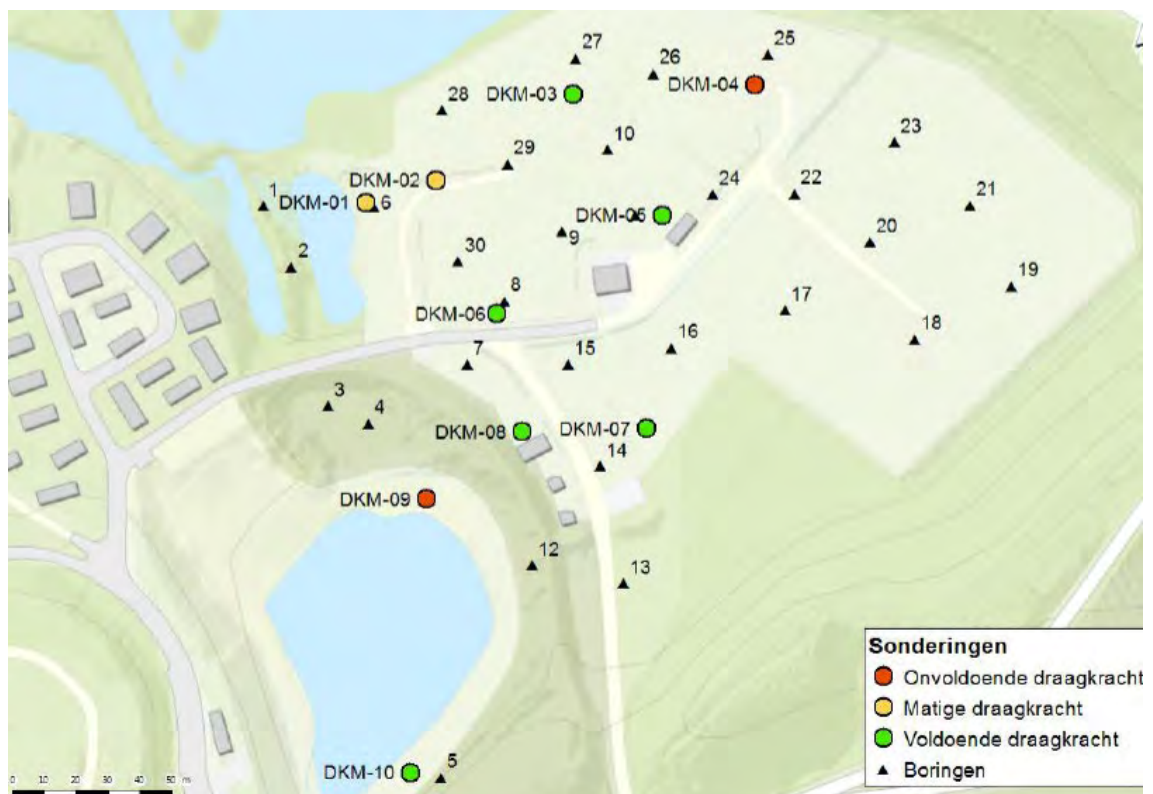 25
27
26
DKM-04
DKM-03
28
23
10
29
DKM-02
24
22
21
1
DKM-01
6
DKM-05
20
9
2
30
19
8
17
DKM-06
18
16
7
15
3
4
DKM-08
DKM-07
14
DKM-09
12
13
Sonderingen
Onvoldoende draagkracht
Matige draagkracht
Voldoende draagkracht
Boringen
DKM-10
5
0 10 20 30 40 50 m